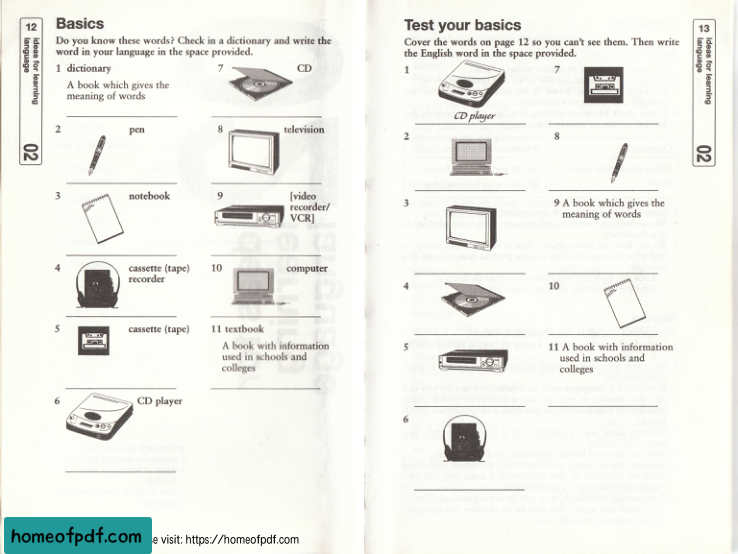 12
ideas for learning
language
02
Basics
Do you know these words? Check in a dictionary and write the
word in your language in the space provided.
1 dictionary
A book which gives the
meaning of words
2 pen
3 notebook
4 cassette (tape)
recorder
5 cassette (tape)
6 CD player
7 CD
8 television
9 [video
recorder/
VCR]
10 computer
11 textbook
A book with information
used in schools and
colleges
homeofpdf.com
e visit: https://homeofpdf.com
Test your basics
Cover the words on page 12 so you can't see them. Then write
the English word in the space provided.
1
CD player
2
3
4
5
6
7
8
9 A book which gives the
meaning of words
10
11 A book with information
used in schools and
colleges
13
ideas for learning
language
02